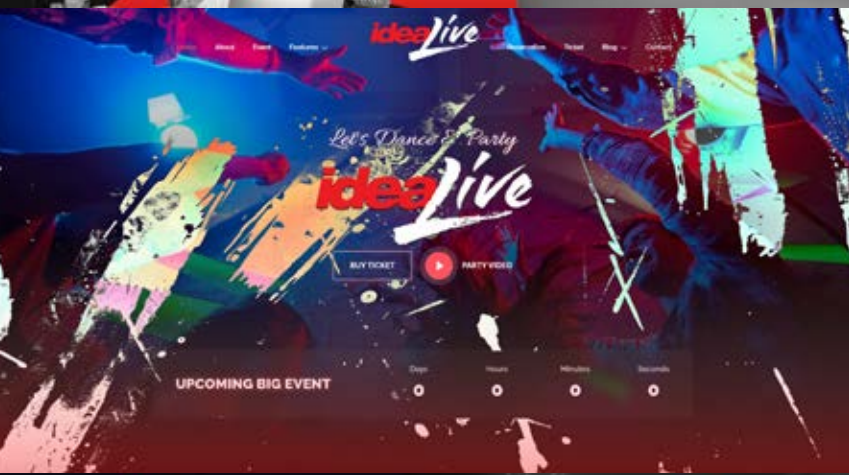 Home About Event Features ideaLive Reservation Ticket Blog Contact
Let's Dance & Party
ideaLive
BUY TICKET PARTY VIDEO
Days Hours Minutes Seconds
UPCOMING BIG EVENT 0 0 0 0